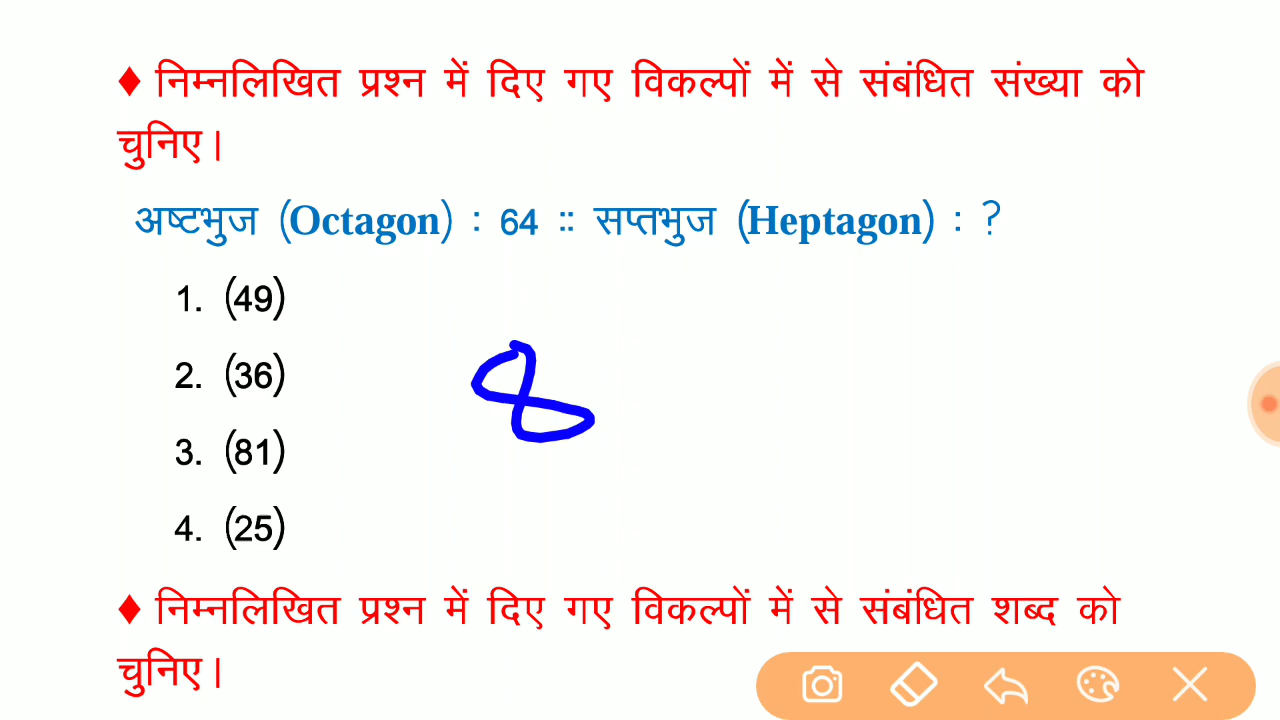 ♦ निम्नलिखित प्रश्न में दिए गए विकल्पों में से संबंधित संख्या को
चुनिए।
अष्टभुज (Octagon) : 64 :: सप्तभुज (Heptagon) : ?
1. (49)
2. (36)
8
3. (81)
4. (25)
♦ निम्नलिखित प्रश्न में दिए गए विकल्पों में से संबंधित शब्द को
चुनिए।